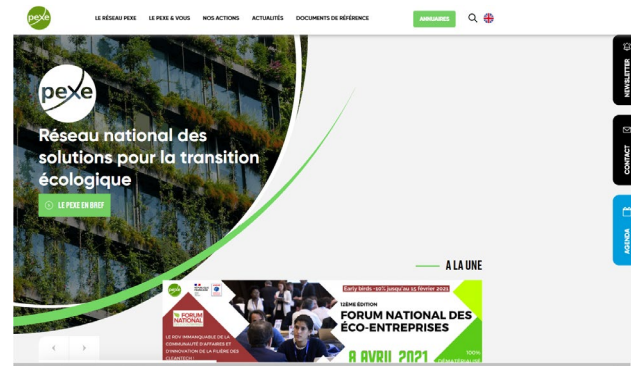 pexe
LE RÉSEAU PEXE LE PEXE & VOUS NOS ACTIONS ACTUALITÉS DOCUMENTS DE RÉFÉRENCE ANNUAIRES
NEWSLETTER
pexe
Réseau national des
solutions pour la transition
écologique
LE PEXE EN BREF
CONTACT
AGENDA
A LA UNE
pexe
Early birds -10% jusqu'au 15 février 2021
12ÈME ÉDITION
FORUM NATIONAL DES
ÉCO-ENTREPRISES
FORUM
NATIONAL
LE RDV IMMANQUABLE DE LA
COMMUNAUTÉ D'AFFAIRES ET
D'INNOVATION DE LA FILIÈRE DES
CLEANTECH !
8 AVRIL 2021
100%
DÉMATÉRIALISÉ